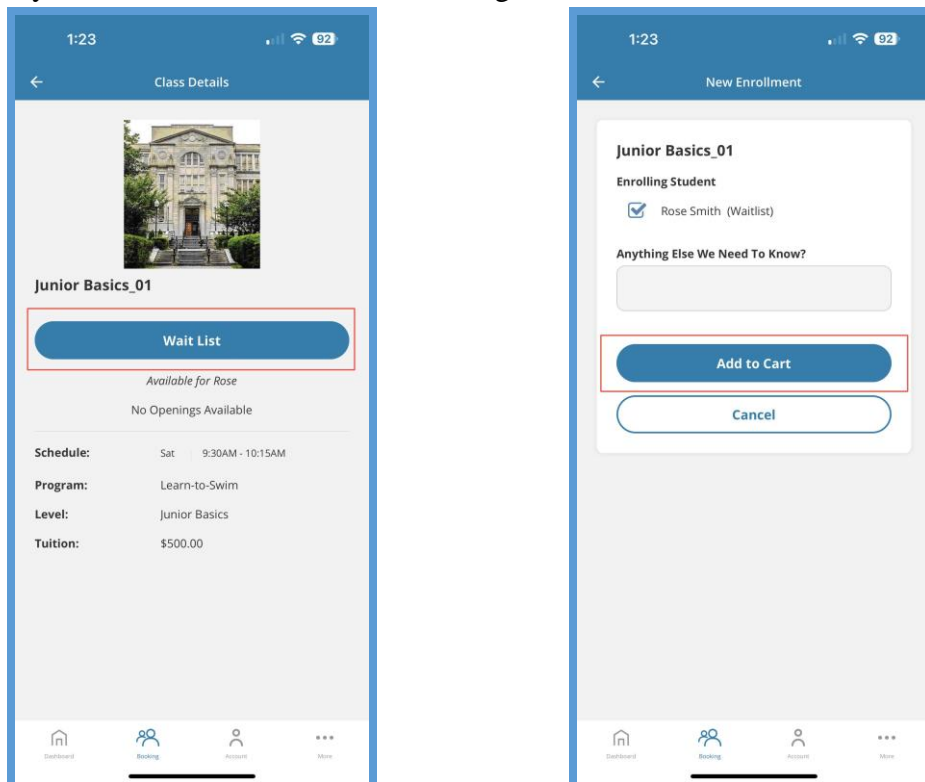 1:23
92
Class Details
Junior Basics_01
Wait List
Available for Rose
No Openings Available
Schedule: Sat 9:30AM - 10:15AM
Program: Learn-to-Swim
Level: Junior Basics
Tuition: $500.00
Dashboard Booking Account More
1:23
92
New Enrollment
Junior Basics_01
Enrolling Student
Rose Smith (Waitlist)
Anything Else We Need To Know?
Add to Cart
Cancel
Dashboard Booking Account More